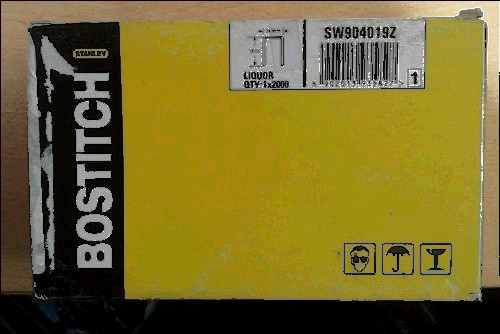 STANLEY
BOSTITCH
SW904019Z
LIQUOR
QTY: 1x2000
1